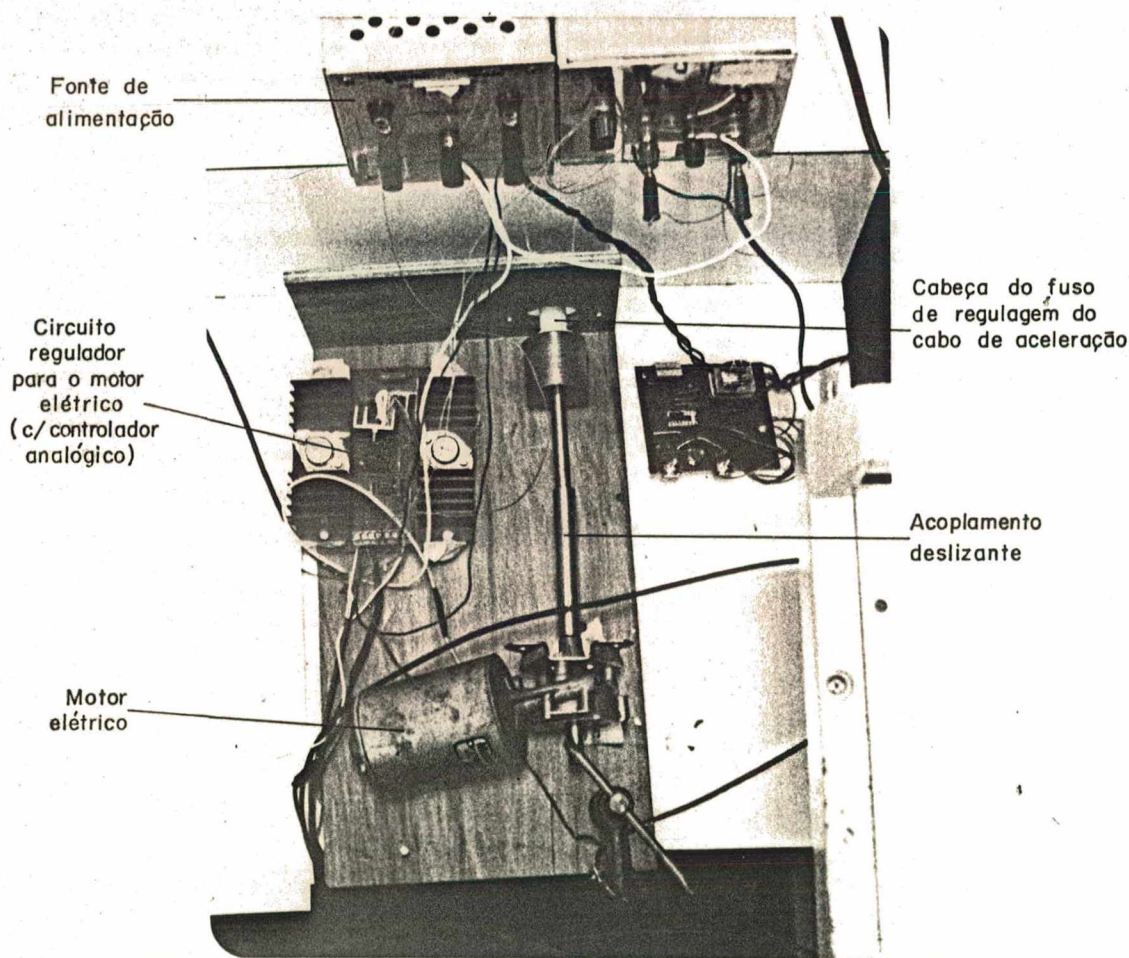 Fonte de
alimentação
Cabeça do fuso
de regulagem do
cabo de aceleração
Circuito
regulador
para o motor
elétrico
(c/controlador
analógico)
Acoplamento
deslizante
Motor
elétrico